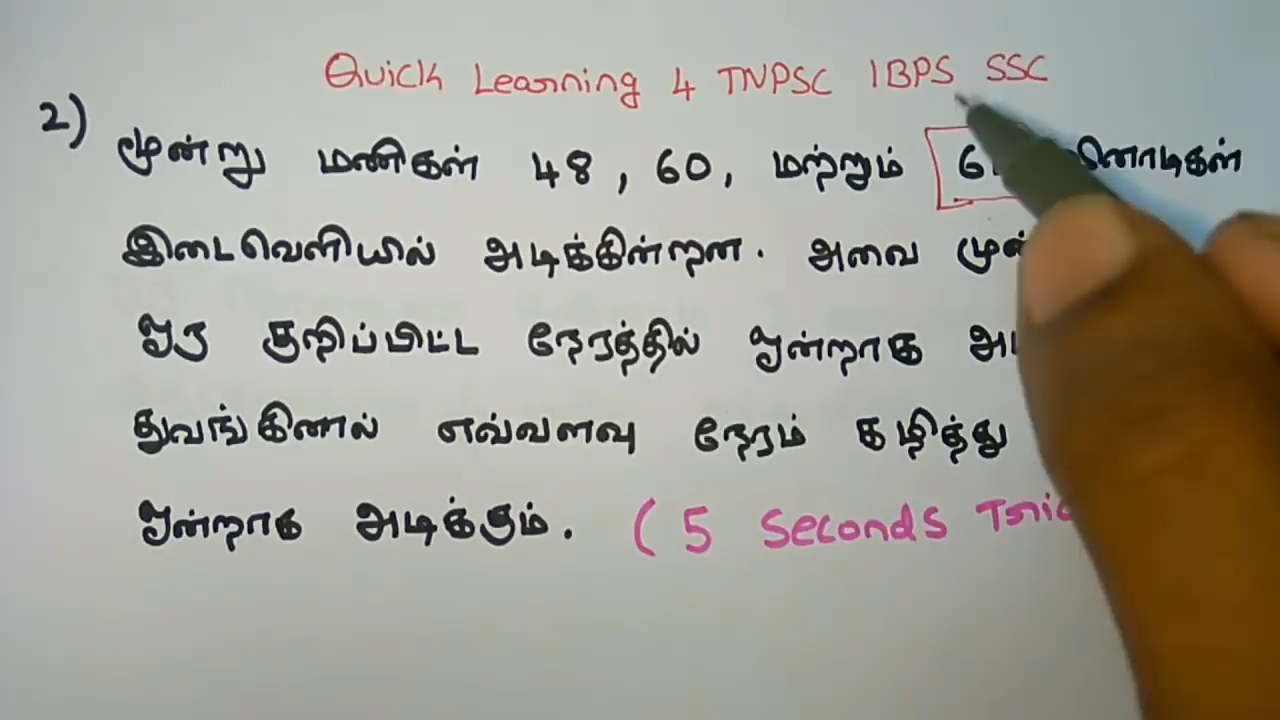 Quick Learning 4 TNPSC IBPS SSC
2)
மூன்று மணிகள் 48, 60, மற்றும்
இடைவெளியில் அடிக்கின்றன. அவை
ஒரு குறிப்பிட்ட நேரத்தில் ஒன்றாக
துவங்கினால் எவ்வளவு நேரம் கழித்து
ஒன்றாக அடிக்கும். (5 Seconds